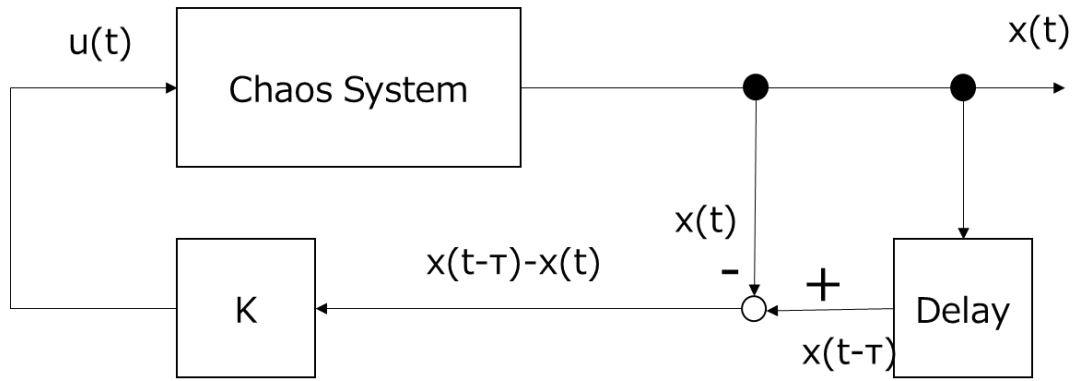 u(t)
Chaos System
x(t)
x(t)
x(t-τ)-x(t)
-
+
K
Delay
x(t-τ)